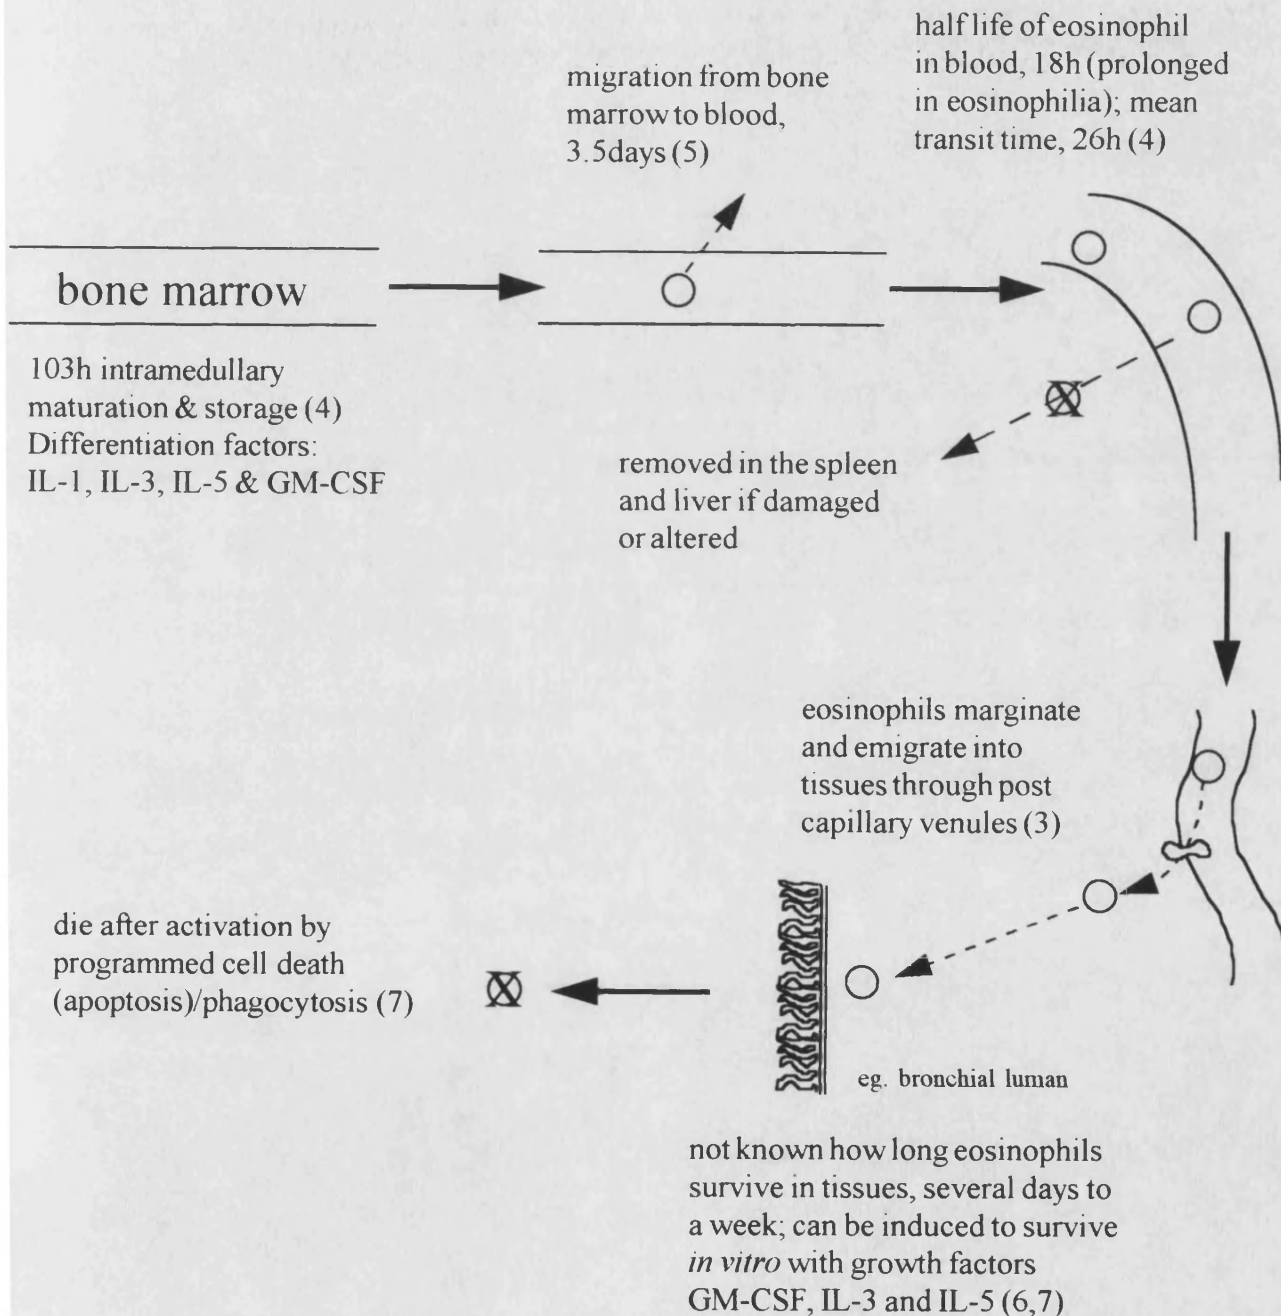 half life of eosinophil
in blood, 18h (prolonged
in eosinophilia); mean
transit time, 26h (4)
migration from bone
marrow to blood,
3.5days (5)
bone marrow
103h intramedullary
maturation & storage (4)
Differentiation factors:
IL-1, IL-3, IL-5 & GM-CSF
removed in the spleen
and liver if damaged
or altered
eosinophils marginate
and emigrate into
tissues through post
capillary venules (3)
die after activation by
programmed cell death
(apoptosis)/phagocytosis (7)
eg. bronchial luman
not known how long eosinophils
survive in tissues, several days to
a week; can be induced to survive
in vitro with growth factors
GM-CSF, IL-3 and IL-5 (6,7)